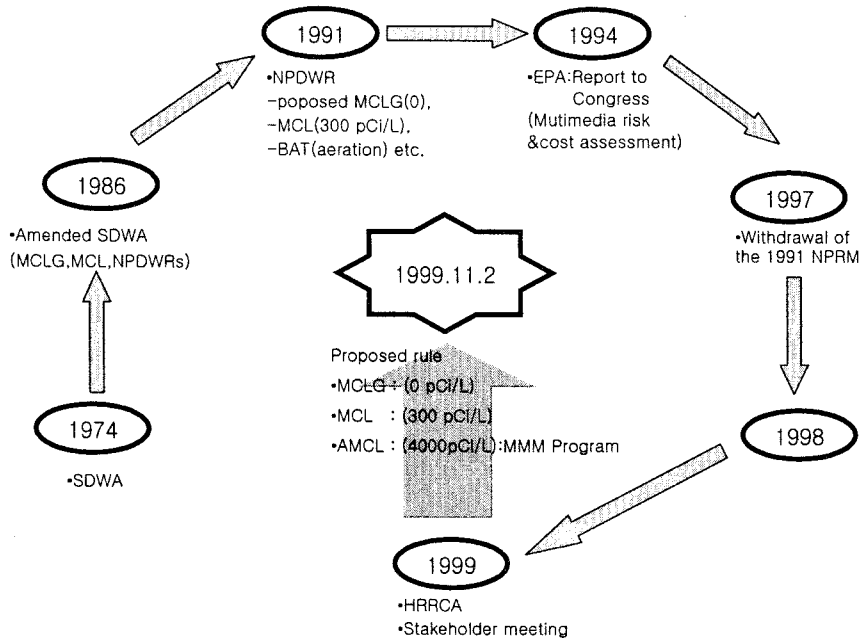 1974
•SDWA
1986
•Amended SDWA
(MCLG,MCL,NPDWRs)
1991
•NPDWR
-poposed MCLG(0),
-MCL(300 pCi/L),
-BAT(aeration) etc.
1994
•EPA:Report to
Congress
(Mutimedia risk
&cost assessment)
1997
•Withdrawal of
the 1991 NPRM
1998
1999
•HRRCA
•Stakeholder meeting
1999.11.2
Proposed rule
•MCLG : (0 pCi/L)
•MCL : (300 pCi/L)
•AMCL : (4000pCi/L):MMM Program